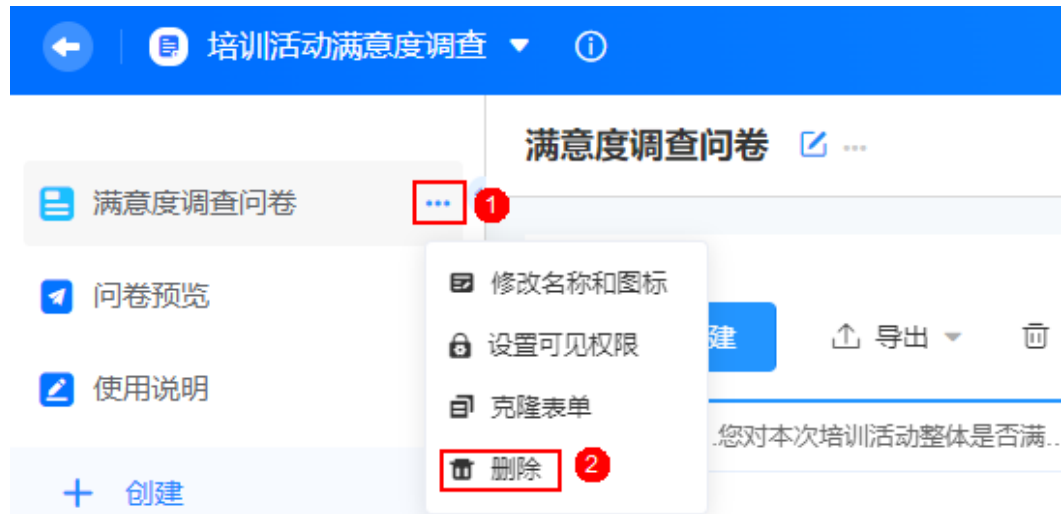 培训活动满意度调查
满意度调查问卷
满意度调查问卷
1
修改名称和图标
问卷预览
设置可见权限
建
导出
使用说明
克隆表单
.您对本次培训活动整体是否满...
删除
2
创建